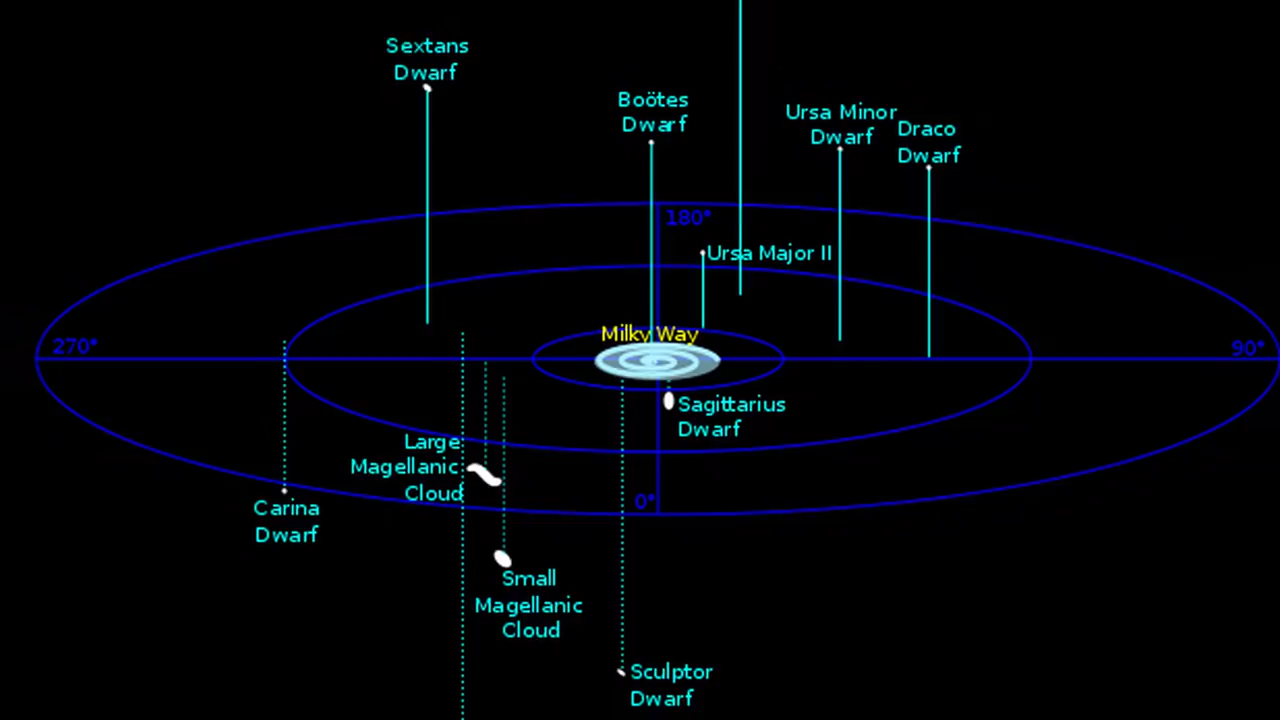 Sextans
Dwarf
Boötes
Dwarf
Ursa Minor
Dwarf
Draco
Dwarf
180°
Ursa Major II
Milky Way
270°
90°
Sagittarius
Dwarf
Large
Magellanic
Cloud
0°
Carina
Dwarf
Small
Magellanic
Cloud
Sculptor
Dwarf